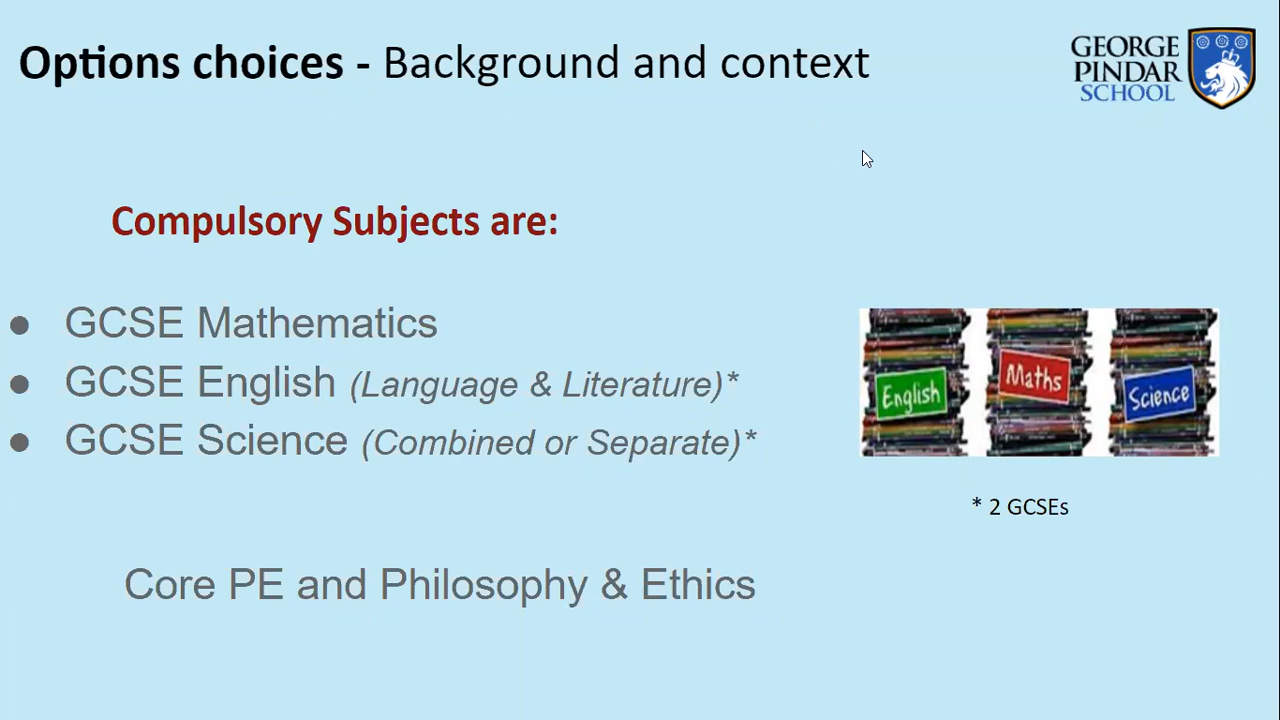 Options choices - Background and context
GEORGE
PINDAR
SCHOOL
Compulsory Subjects are:
● GCSE Mathematics
● GCSE English (Language & Literature)*
● GCSE Science (Combined or Separate)*
English
Maths
Science
* 2 GCSEs
Core PE and Philosophy & Ethics